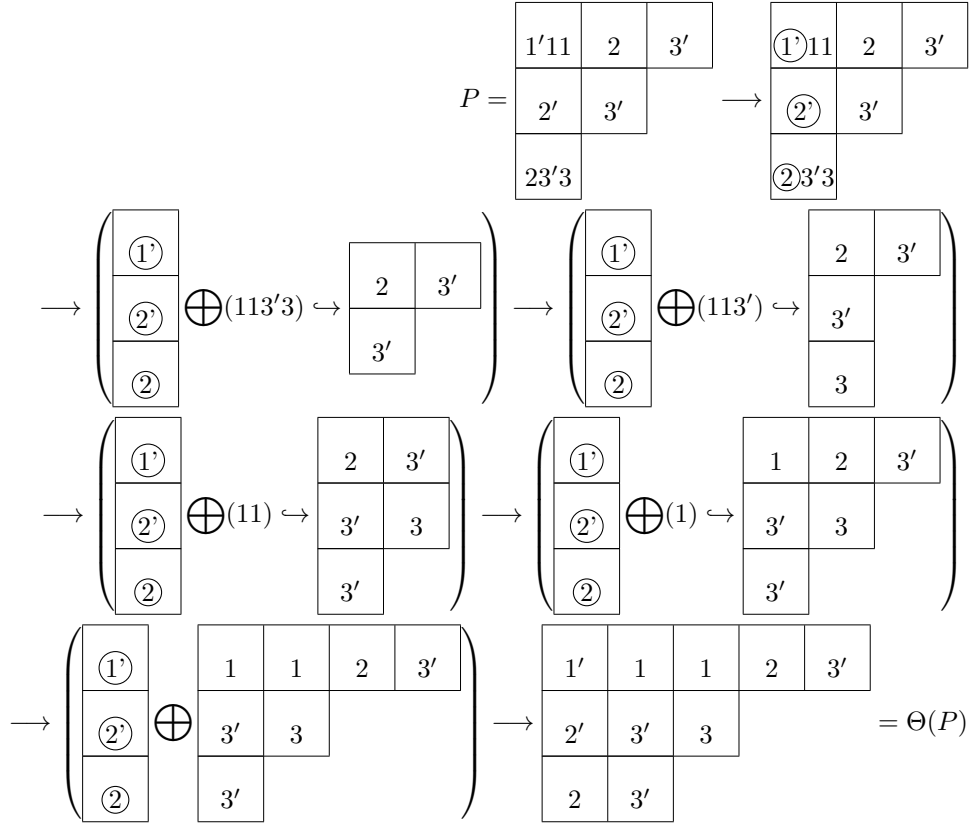 1′11 2 3′ ①’11 2 3′
P = 2′ 3′ ⟶ ②’ 3′
23′3 ②3′3
①’ 2 3′
⟶ ( ②’ ⨁ (113′3) ↪ 2 3′ ) ⟶ ( ②’ ⨁ (113′) ↪ 3′ )
② 3′ ② 3
①’ 2 3′ ①’ 1 2 3′
⟶ ( ②’ ⨁ (11) ↪ 3′ 3 ) ⟶ ( ②’ ⨁ (1) ↪ 3′ 3 )
② 3′ ② 3′
①’ 1 1 2 3′ 1′ 1 1 2 3′
⟶ ( ②’ ⨁ 3′ 3 ) ⟶ 2′ 3′ 3 = Θ(P)
② 3′ 2 3′